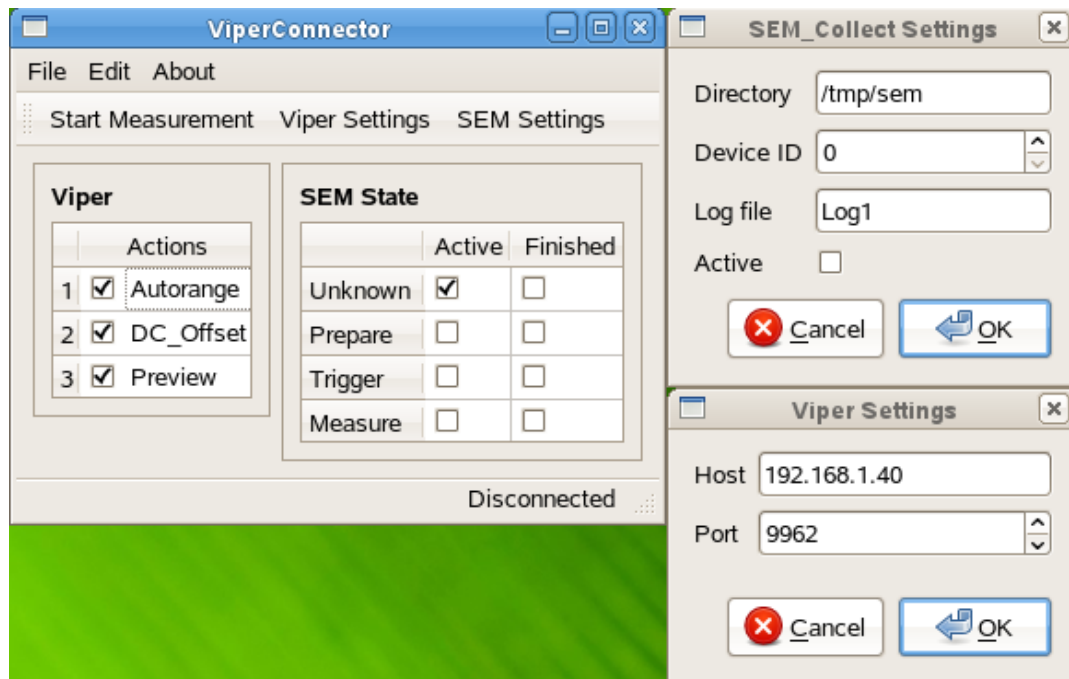 ViperConnector
File Edit About
Start Measurement Viper Settings SEM Settings
Viper
Actions
1 Autorange
2 DC_Offset
3 Preview
SEM State
Active Finished
Unknown
Prepare
Trigger
Measure
Disconnected
SEM_Collect Settings
Directory /tmp/sem
Device ID 0
Log file Log1
Active
Cancel OK
Viper Settings
Host 192.168.1.40
Port 9962
Cancel OK